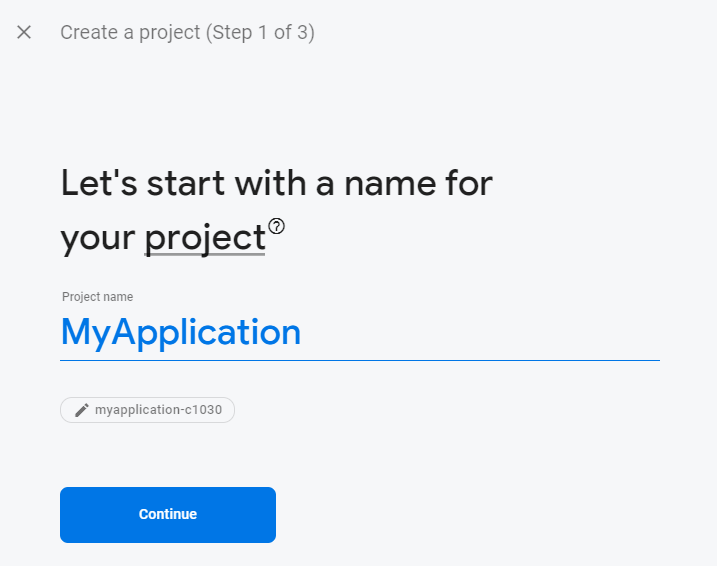 Create a project (Step 1 of 3)
Let's start with a name for
your project
Project name
MyApplication
myapplication-c1030
Continue